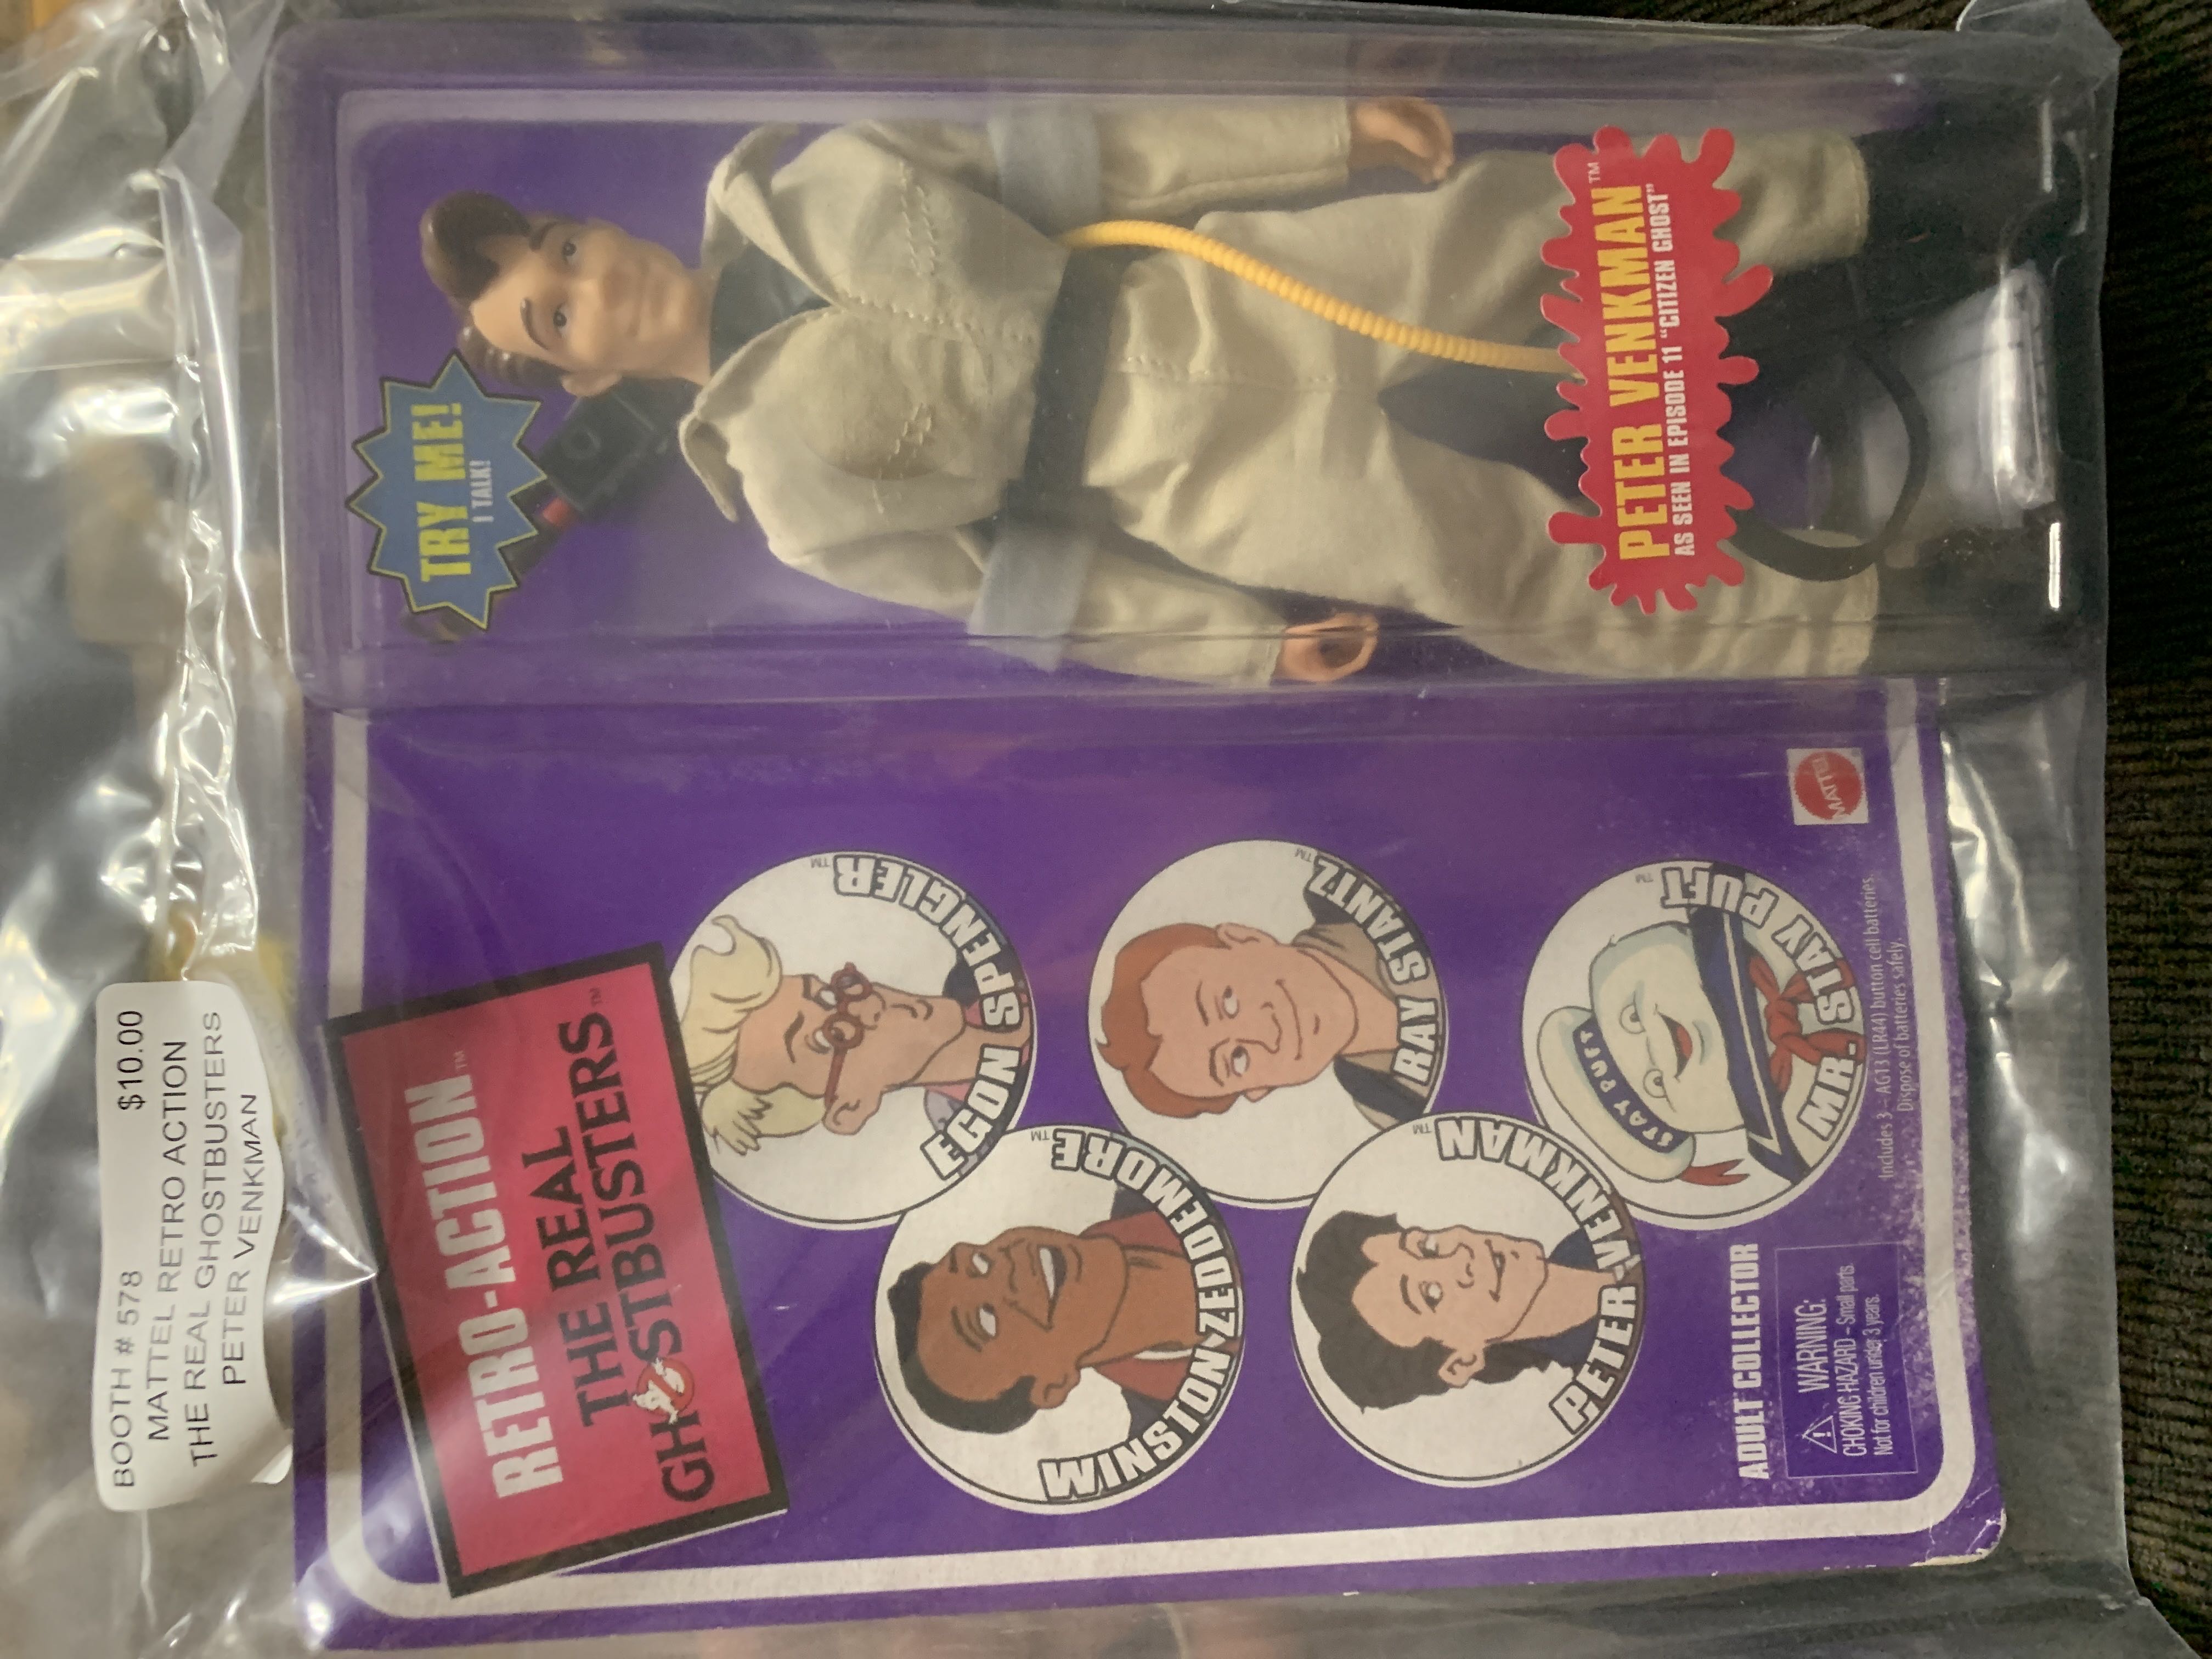 BOOTH # 578 $10.00
MATTEL RETRO ACTION
THE REAL GHOSTBUSTERS
PETER VENKMAN
RETRO-ACTION™
THE REAL
GHOSTBUSTERS™
TRY ME!
I TALK!
EGON SPENGLER™
WINSTON ZEDDEMORE™
RAY STANTZ™
PETER VENKMAN™
STAY PUFT
MR. STAY PUFT™
PETER VENKMAN™
AS SEEN IN EPISODE 11 "CITIZEN GHOST"
ADULT COLLECTOR
WARNING:
CHOKING HAZARD – Small parts.
Not for children under 3 years.
Includes 3 – AG13 (LR44) button cell batteries.
Dispose of batteries safely.
MATTEL